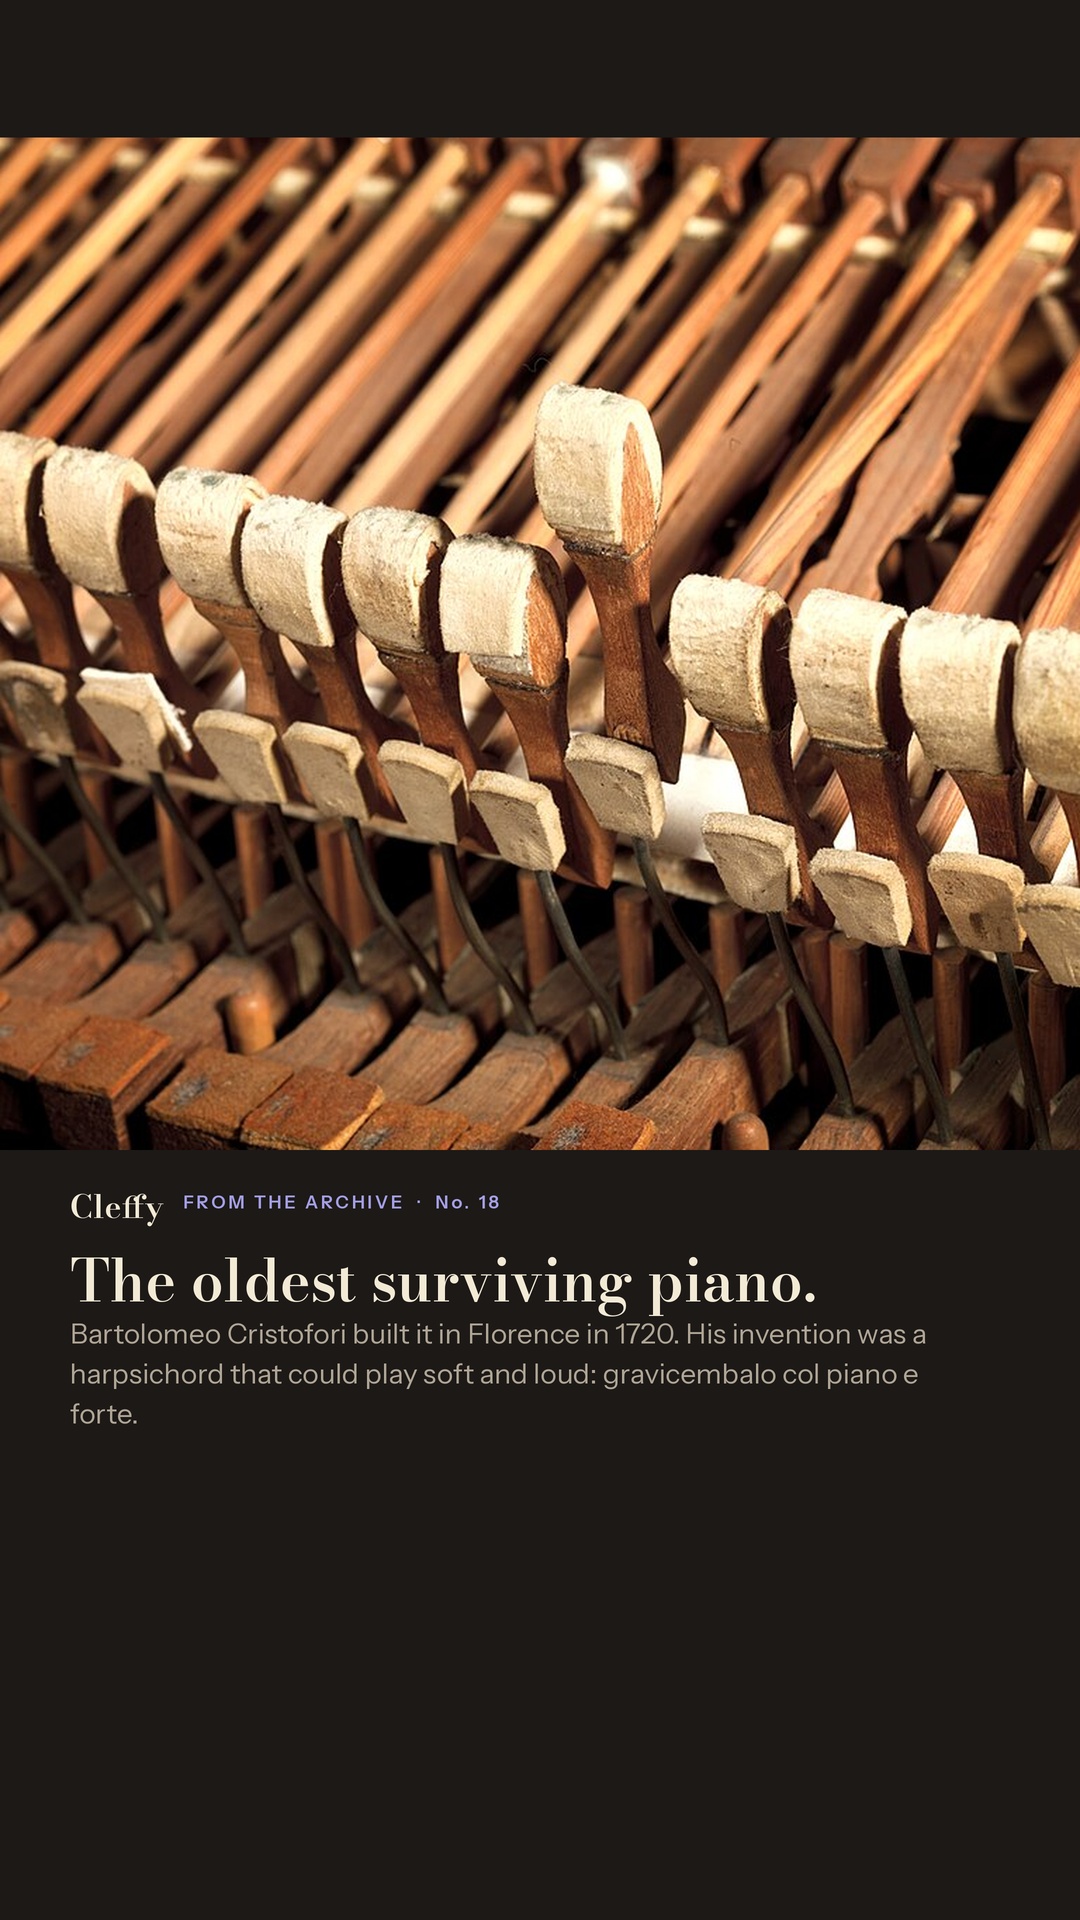 Cleffy FROM THE ARCHIVE · No. 18
The oldest surviving piano.
Bartolomeo Cristofori built it in Florence in 1720. His invention was a
harpsichord that could play soft and loud: gravicembalo col piano e
forte.